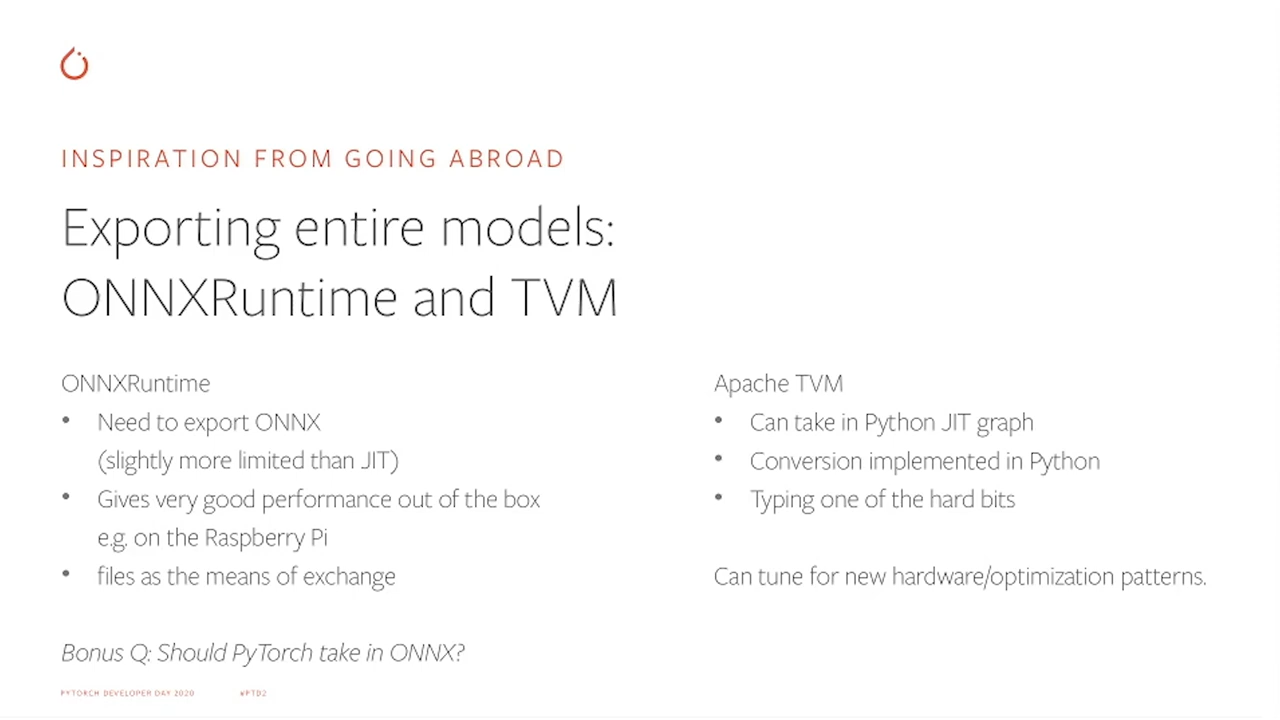 INSPIRATION FROM GOING ABROAD
Exporting entire models:
ONNXRuntime and TVM
ONNXRuntime
• Need to export ONNX
(slightly more limited than JIT)
• Gives very good performance out of the box
e.g. on the Raspberry Pi
• files as the means of exchange
Bonus Q: Should PyTorch take in ONNX?
Apache TVM
• Can take in Python JIT graph
• Conversion implemented in Python
• Typing one of the hard bits
Can tune for new hardware/optimization patterns.
PYTORCH DEVELOPER DAY 2020
#PTD2